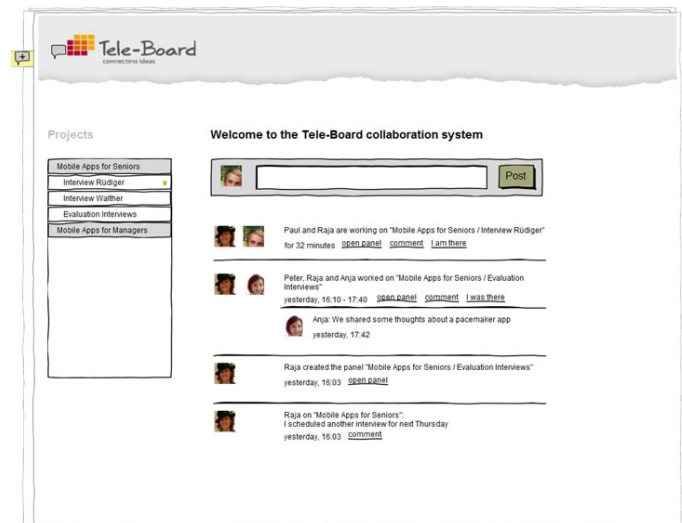 Tele-Board
connecting ideas
Projects
Mobile Apps for Seniors
Interview Rüdiger
Interview Walther
Evaluation Interviews
Mobile Apps for Managers
Welcome to the Tele-Board collaboration system
Post
Paul and Raja are working on "Mobile Apps for Seniors / Interview Rüdiger"
for 32 minutes open panel comment I am there
Peter, Raja and Anja worked on "Mobile Apps for Seniors / Evaluation
Interviews"
yesterday, 16:10 - 17:40 open panel comment I was there
Anja: We shared some thoughts about a pacemaker app
yesterday, 17:42
Raja created the panel "Mobile Apps for Seniors / Evaluation Interviews"
yesterday, 16:03 open panel
Raja on "Mobile Apps for Seniors":
I scheduled another interview for next Thursday
yesterday, 16:03 comment